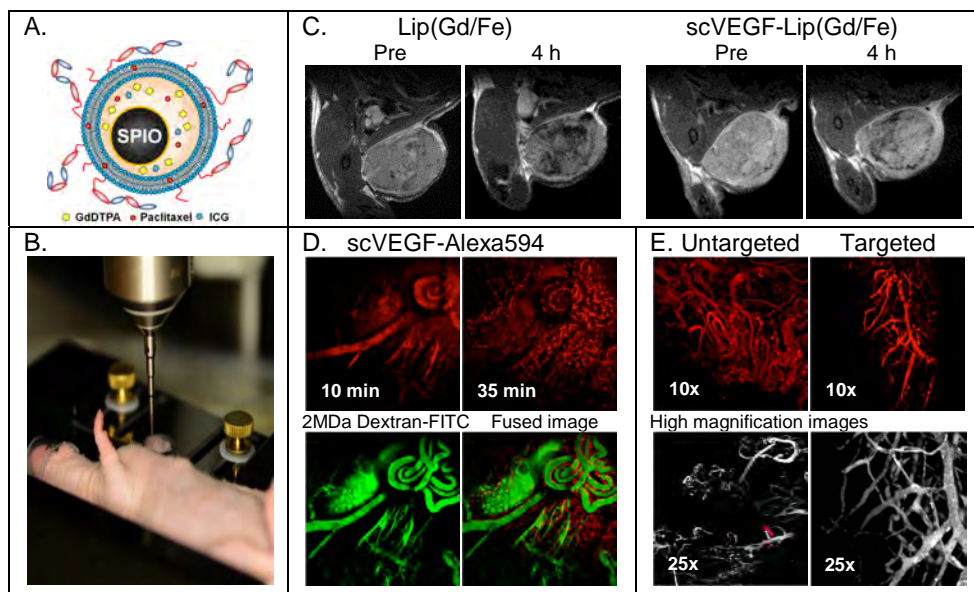 A.
SPIO
GdDTPA Paclitaxel ICG
B.
C.
Lip(Gd/Fe) scVEGF-Lip(Gd/Fe)
Pre 4 h Pre 4 h
D. scVEGF-Alexa594
10 min 35 min
2MDa Dextran-FITC Fused image
E. Untargeted Targeted
10x 10x
High magnification images
25x 25x